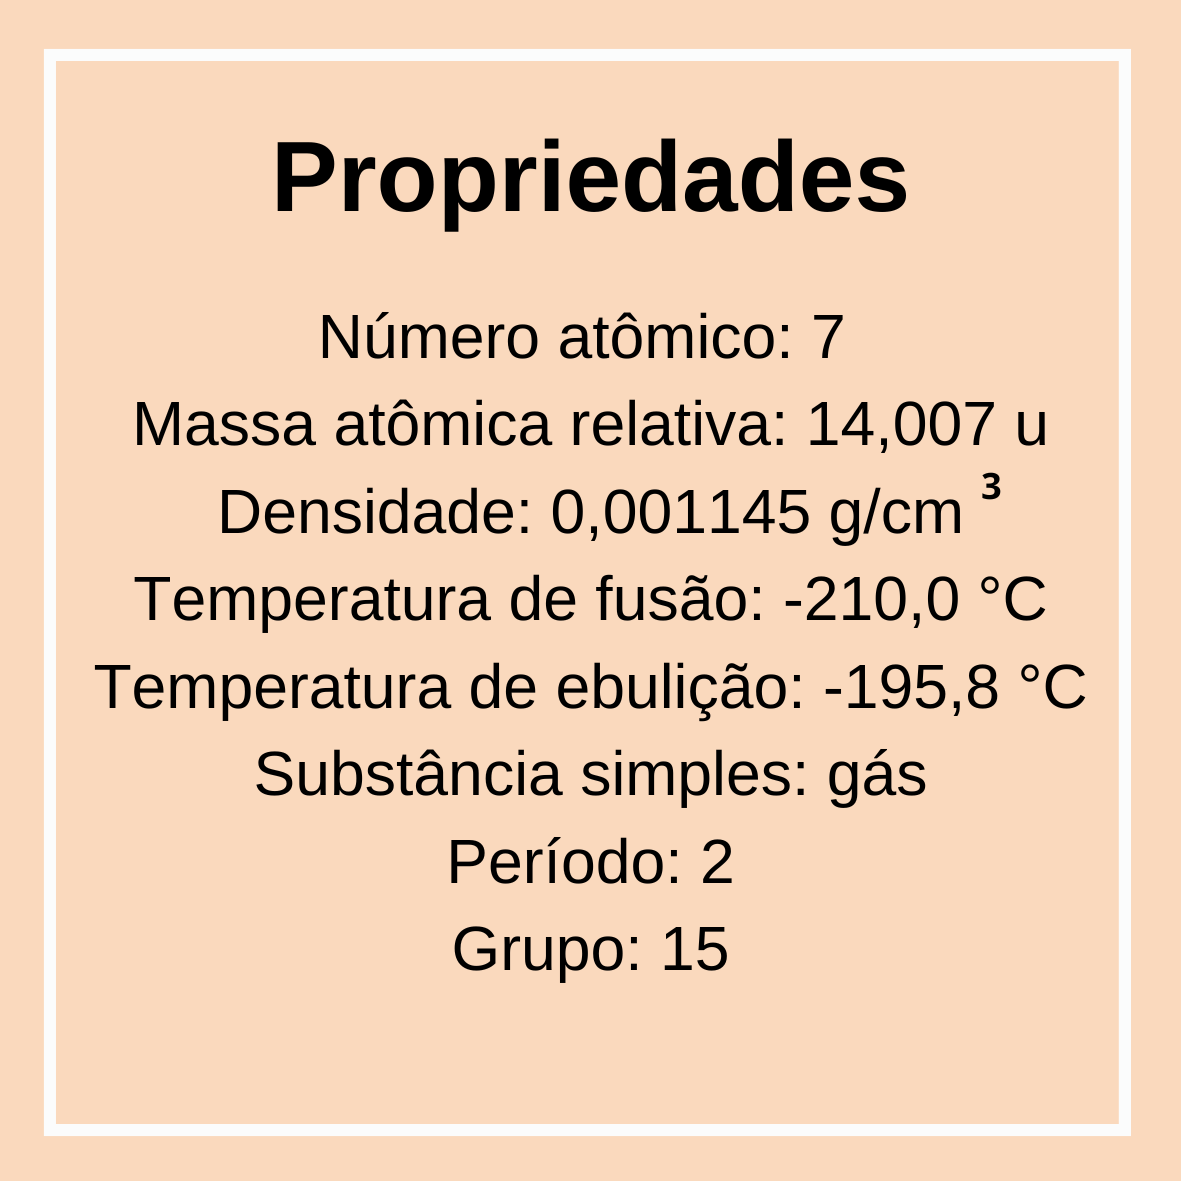 Propriedades
Número atômico: 7
Massa atômica relativa: 14,007 u
Densidade: 0,001145 g/cm ³
Temperatura de fusão: -210,0 °C
Temperatura de ebulição: -195,8 °C
Substância simples: gás
Período: 2
Grupo: 15